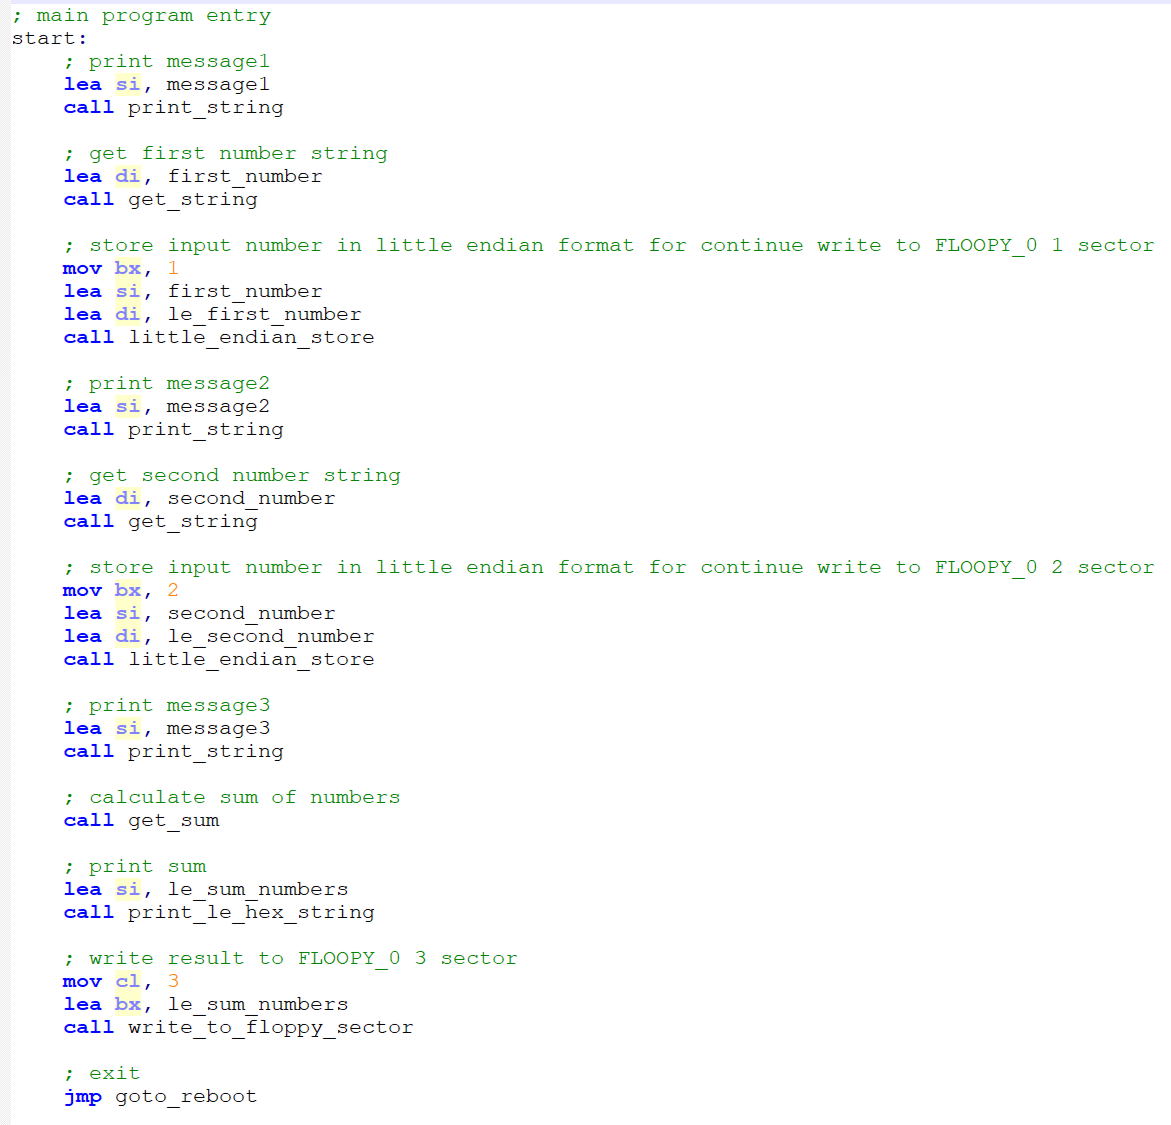 ; main program entry
start:
    ; print message1
    lea si, message1
    call print_string

    ; get first number string
    lea di, first_number
    call get_string

    ; store input number in little endian format for continue write to FLOOPY_0 1 sector
    mov bx, 1
    lea si, first_number
    lea di, le_first_number
    call little_endian_store

    ; print message2
    lea si, message2
    call print_string

    ; get second number string
    lea di, second_number
    call get_string

    ; store input number in little endian format for continue write to FLOOPY_0 2 sector
    mov bx, 2
    lea si, second_number
    lea di, le_second_number
    call little_endian_store

    ; print message3
    lea si, message3
    call print_string

    ; calculate sum of numbers
    call get_sum

    ; print sum
    lea si, le_sum_numbers
    call print_le_hex_string

    ; write result to FLOOPY_0 3 sector
    mov cl, 3
    lea bx, le_sum_numbers
    call write_to_floppy_sector

    ; exit
    jmp goto_reboot